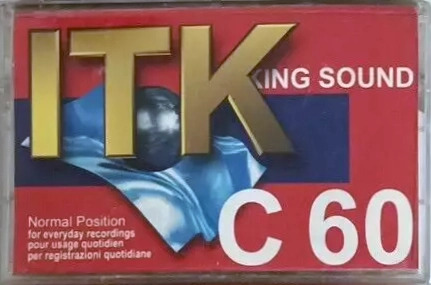 ITK
KING SOUND
Normal Position
for everyday recordings
pour usage quotidien
per registrazioni quotidiane
C 60